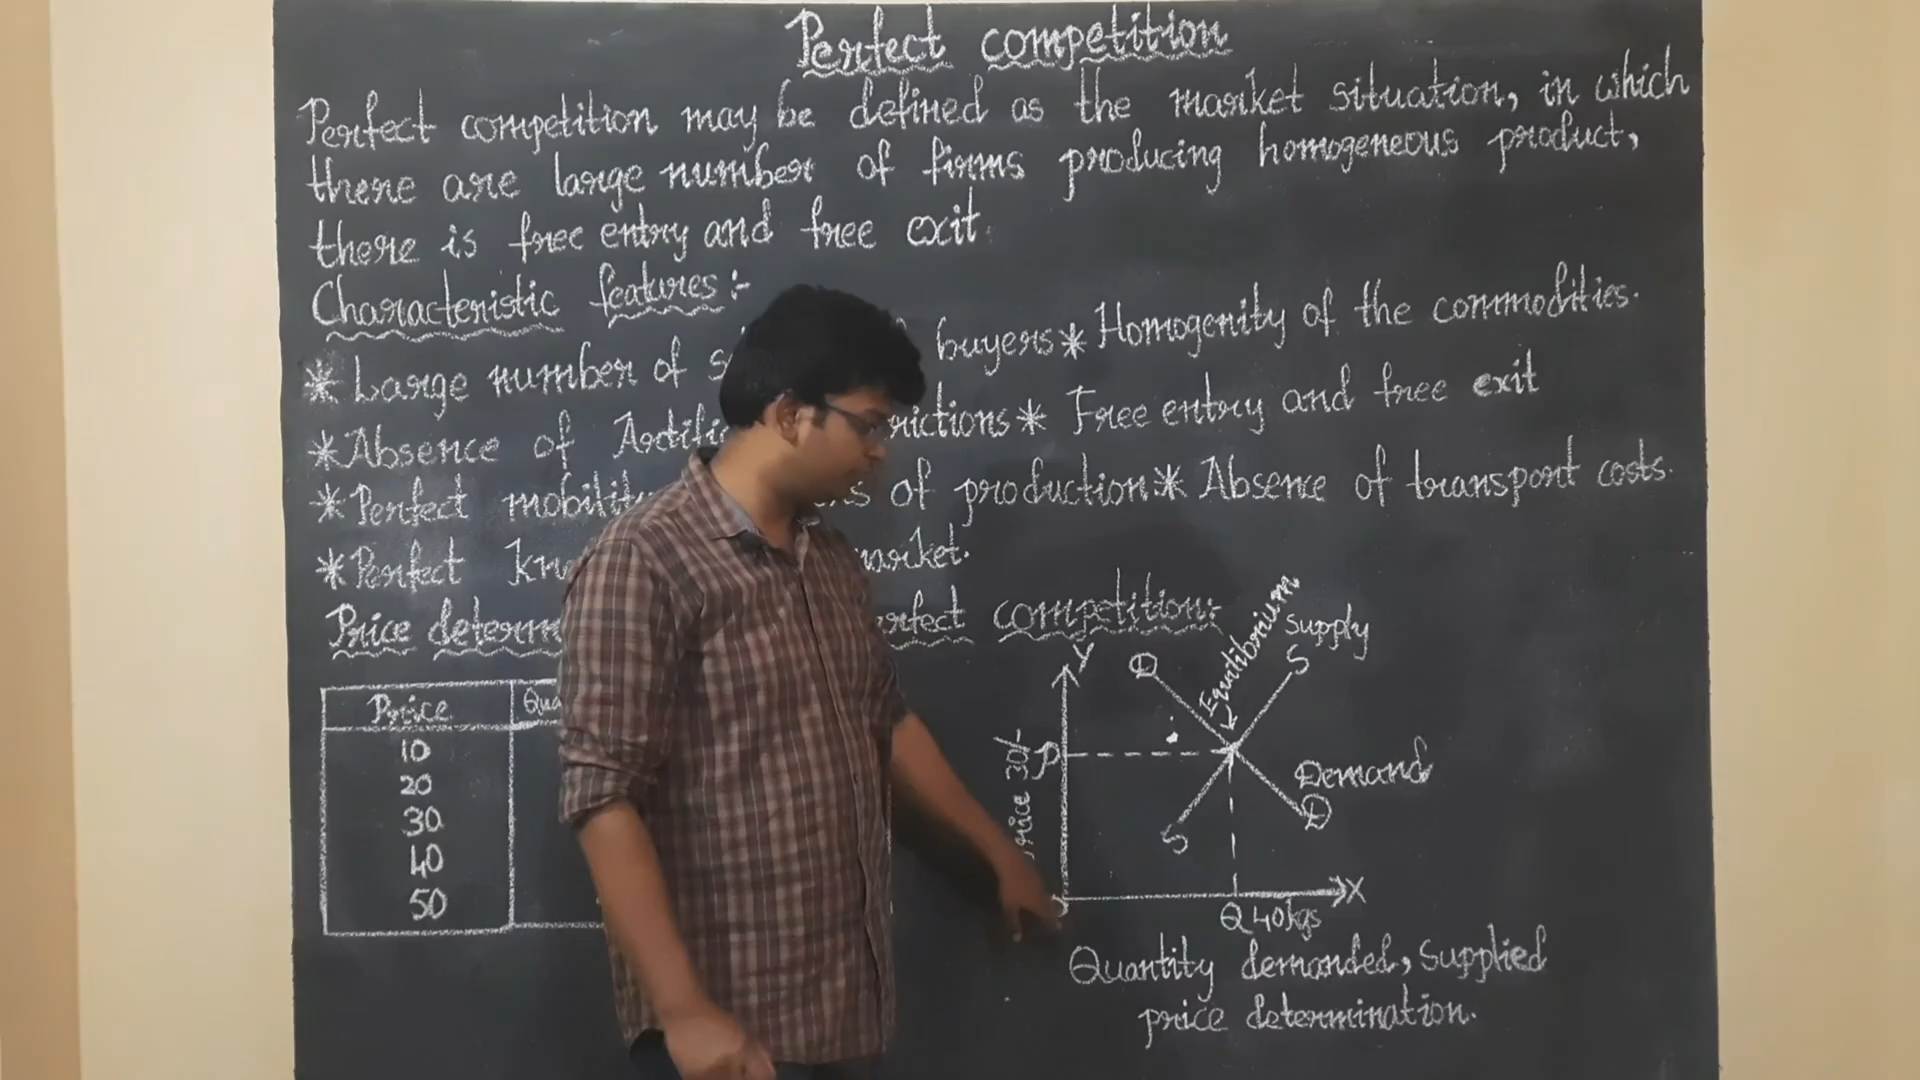 Perfect competition
Perfect competition may be defined as the market situation, in which
there are large number of firms producing homogeneous product,
there is free entry and free exit.
Characteristic features:-
* Large number of buyers * Homogenity of the commodities.
* Absence of * Free entry and free exit
* Perfect mobility of production * Absence of transport costs.
* Perfect market.
Price competition:-
Price
10
20
30
40
50
Y
D
Equilibrium
Supply
S
Price 30/-
P
Demand
S
D
X
Q 40kgs
Quantity demanded, Supplied
price determination.